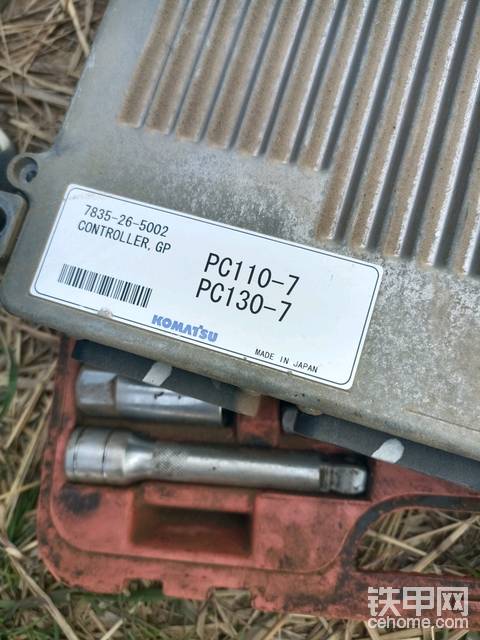 7835-26-5002
CONTROLLER, GP
PC110-7
PC130-7
KOMATSU
MADE IN JAPAN
铁甲网
cehome.com